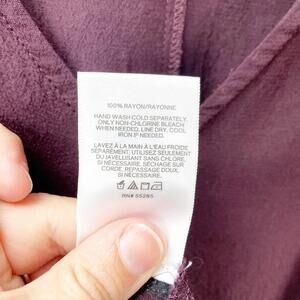 100% RAYON/RAYONNE
HAND WASH COLD SEPARATELY.
ONLY NON-CHLORINE BLEACH
WHEN NEEDED, LINE DRY, COOL
IRON IF NECESSARY.
LAVEZ À LA MAIN À L'EAU FROIDE
SÉPARÉMENT; UTILISEZ SEULEMENT
DU JAVELLISANT SANS CHLORE,
SI NÉCESSAIRE. SÉCHAGE SUR
CORDE, REPASSAGE DOUX,
SI NÉCESSAIRE.
RN# 55285